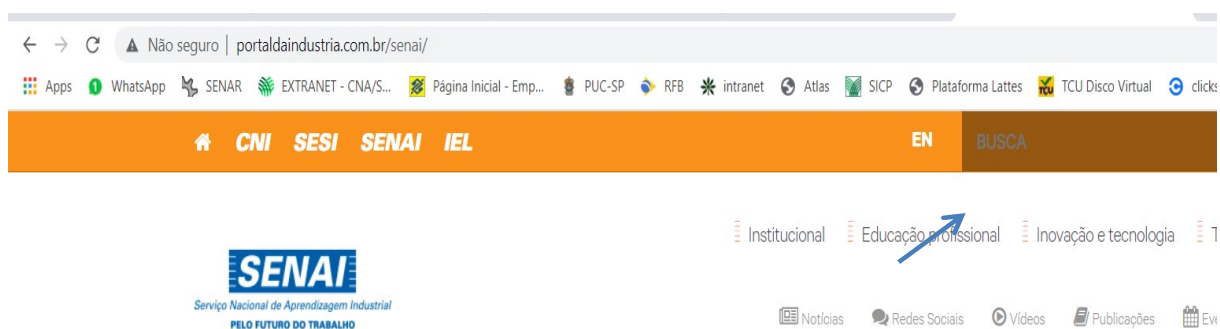 Não seguro | portaldaindustria.com.br/senai/
Apps WhatsApp SENAR EXTRANET - CNA/S... Página Inicial - Emp... PUC-SP RFB intranet Atlas SICP Plataforma Lattes TCU Disco Virtual clicks
CNI SESI SENAI IEL EN BUSCA
Institucional Educação profissional Inovação e tecnologia T
SENAI
Serviço Nacional de Aprendizagem Industrial
PELO FUTURO DO TRABALHO
Notícias Redes Sociais Vídeos Publicações Eve